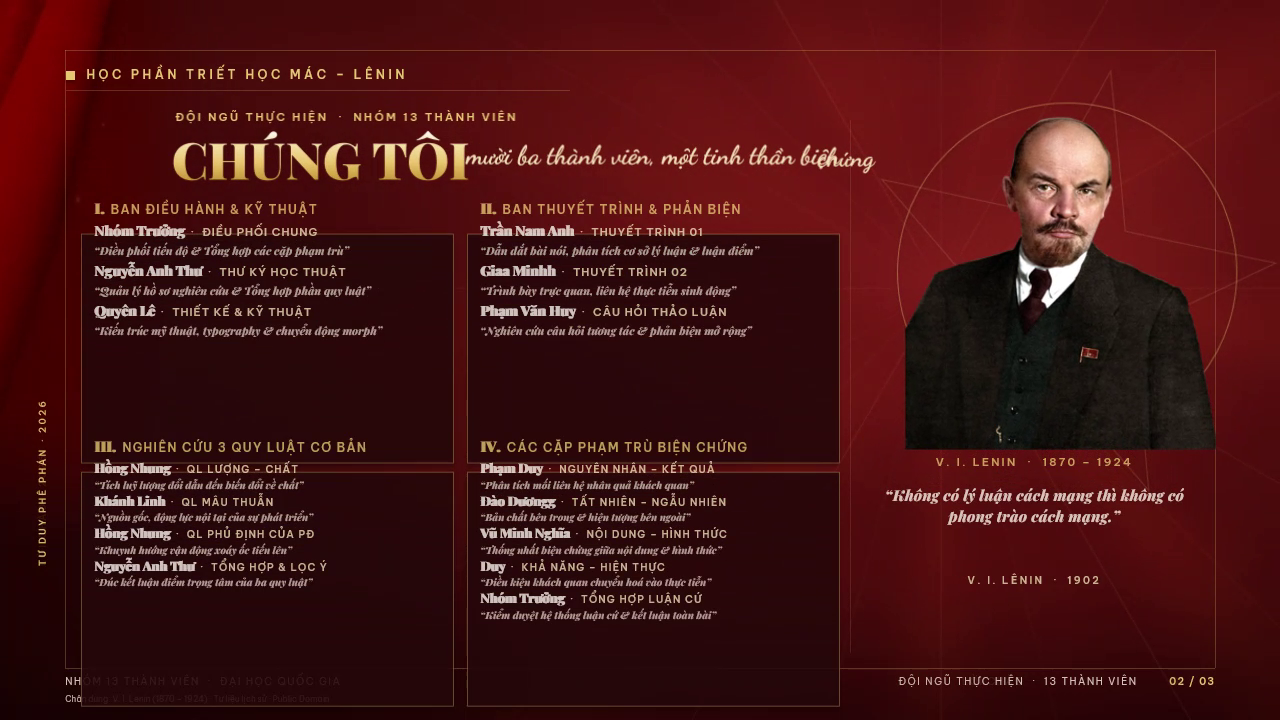 HỌC PHẦN TRIẾT HỌC MÁC – LÊNIN
ĐỘI NGŨ THỰC HIỆN · NHÓM 13 THÀNH VIÊN
CHÚNG TÔI
mười ba thành viên, một tinh thần biện
chứng
I. BAN ĐIỀU HÀNH & KỸ THUẬT
Nhóm Trưởng · ĐIỀU PHỐI CHUNG
“Điều phối tiến độ & Tổng hợp các cặp phạm trù”
Nguyễn Anh Thư · THƯ KÝ HỌC THUẬT
“Quản lý hồ sơ nghiên cứu & Tổng hợp phần quy luật”
Quyên Lê · THIẾT KẾ & KỸ THUẬT
“Kiến trúc mỹ thuật, typography & chuyển động morph”
II. BAN THUYẾT TRÌNH & PHẢN BIỆN
Trần Nam Anh · THUYẾT TRÌNH 01
“Dẫn dắt bài nói, phân tích cơ sở lý luận & luận điểm”
Giaa Minhh · THUYẾT TRÌNH 02
“Trình bày trực quan, liên hệ thực tiễn sinh động”
Phạm Văn Huy · CÂU HỎI THẢO LUẬN
“Nghiên cứu câu hỏi tương tác & phản biện mở rộng”
III. NGHIÊN CỨU 3 QUY LUẬT CƠ BẢN
Hồng Nhung · QL LƯỢNG – CHẤT
“Tích luỹ lượng đổi dẫn đến biến đổi về chất”
Khánh Linh · QL MÂU THUẪN
“Nguồn gốc, động lực nội tại của sự phát triển”
Hồng Nhung · QL PHỦ ĐỊNH CỦA PĐ
“Khuynh hướng vận động xoáy ốc tiến lên”
Nguyễn Anh Thư · TỔNG HỢP & LỌC Ý
“Đúc kết luận điểm trọng tâm của ba quy luật”
IV. CÁC CẶP PHẠM TRÙ BIỆN CHỨNG
Phạm Duy · NGUYÊN NHÂN – KẾT QUẢ
“Phân tích mối liên hệ nhân quả khách quan”
Đào Dươngg · TẤT NHIÊN – NGẪU NHIÊN
“Bản chất bên trong & hiện tượng bên ngoài”
Vũ Minh Nghĩa · NỘI DUNG – HÌNH THỨC
“Thống nhất biện chứng giữa nội dung & hình thức”
Duy · KHẢ NĂNG – HIỆN THỰC
“Điều kiện khách quan chuyển hoá vào thực tiễn”
Nhóm Trưởng · TỔNG HỢP LUẬN CỨ
“Kiểm duyệt hệ thống luận cứ & kết luận toàn bài”
V. I. LENIN · 1870 – 1924
“Không có lý luận cách mạng thì không có
phong trào cách mạng.”
V. I. LÊNIN · 1902
TƯ DUY PHÊ PHÁN · 2026
NHÓM 13 THÀNH VIÊN · ĐẠI HỌC QUỐC GIA
Chân dung: V. I. Lenin (1870 – 1924) · Tư liệu lịch sử · Public Domain
ĐỘI NGŨ THỰC HIỆN · 13 THÀNH VIÊN
02 / 03